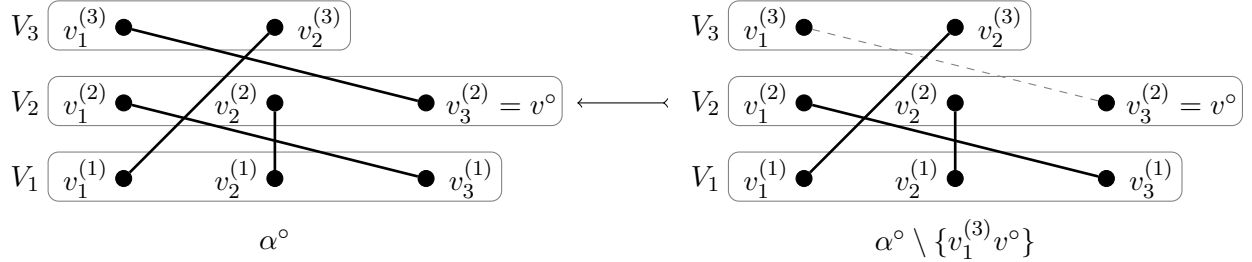 V_3 v_1^{(3)} v_2^{(3)} V_3 v_1^{(3)} v_2^{(3)}
V_2 v_1^{(2)} v_2^{(2)} v_3^{(2)} = v° V_2 v_1^{(2)} v_2^{(2)} v_3^{(2)} = v°
V_1 v_1^{(1)} v_2^{(1)} v_3^{(1)} V_1 v_1^{(1)} v_2^{(1)} v_3^{(1)}
α° α° \ {v_1^{(3)} v°}